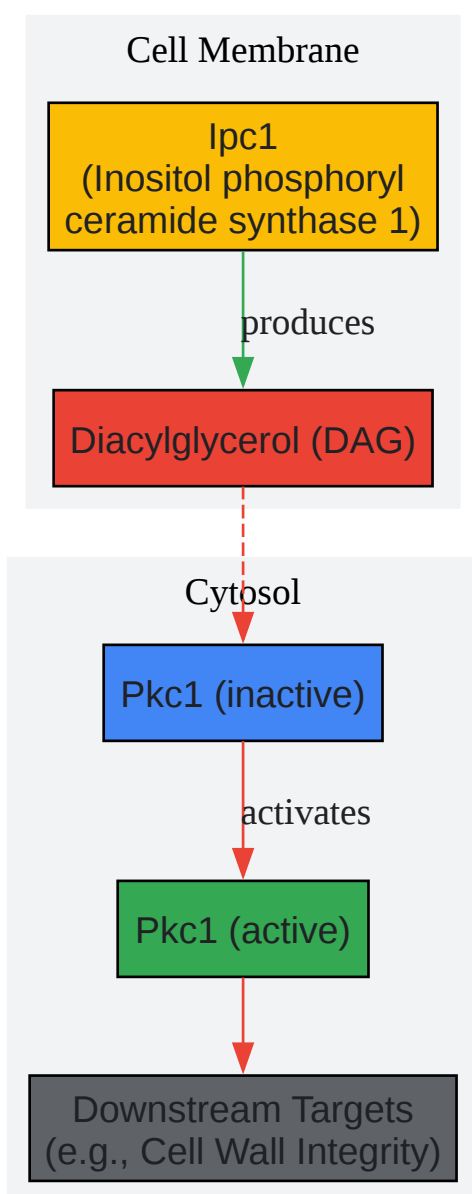 Cell Membrane
Ipc1
(Inositol phosphoryl
ceramide synthase 1)
produces
Diacylglycerol (DAG)
Cytosol
Pkc1 (inactive)
activates
Pkc1 (active)
Downstream Targets
(e.g., Cell Wall Integrity)